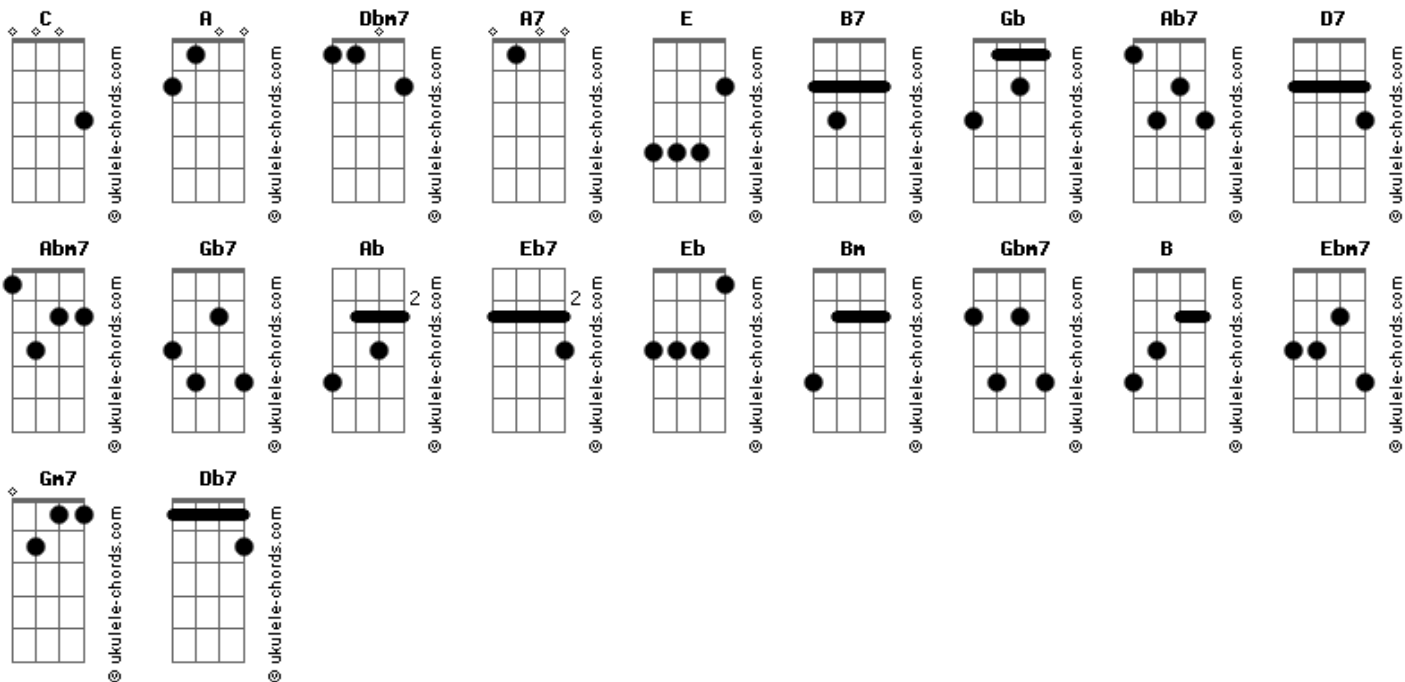 C A Dbm7 A7 E B7 Gb Ab7 D7
© ukulele-chords.com © ukulele-chords.com © ukulele-chords.com © ukulele-chords.com © ukulele-chords.com © ukulele-chords.com © ukulele-chords.com © ukulele-chords.com © ukulele-chords.com
Abm7 Gb7 Ab Eb7 Eb Bm Gbm7 B Ebm7
2 2
© ukulele-chords.com © ukulele-chords.com © ukulele-chords.com © ukulele-chords.com © ukulele-chords.com © ukulele-chords.com © ukulele-chords.com © ukulele-chords.com © ukulele-chords.com
Gm7 Db7
© ukulele-chords.com © ukulele-chords.com